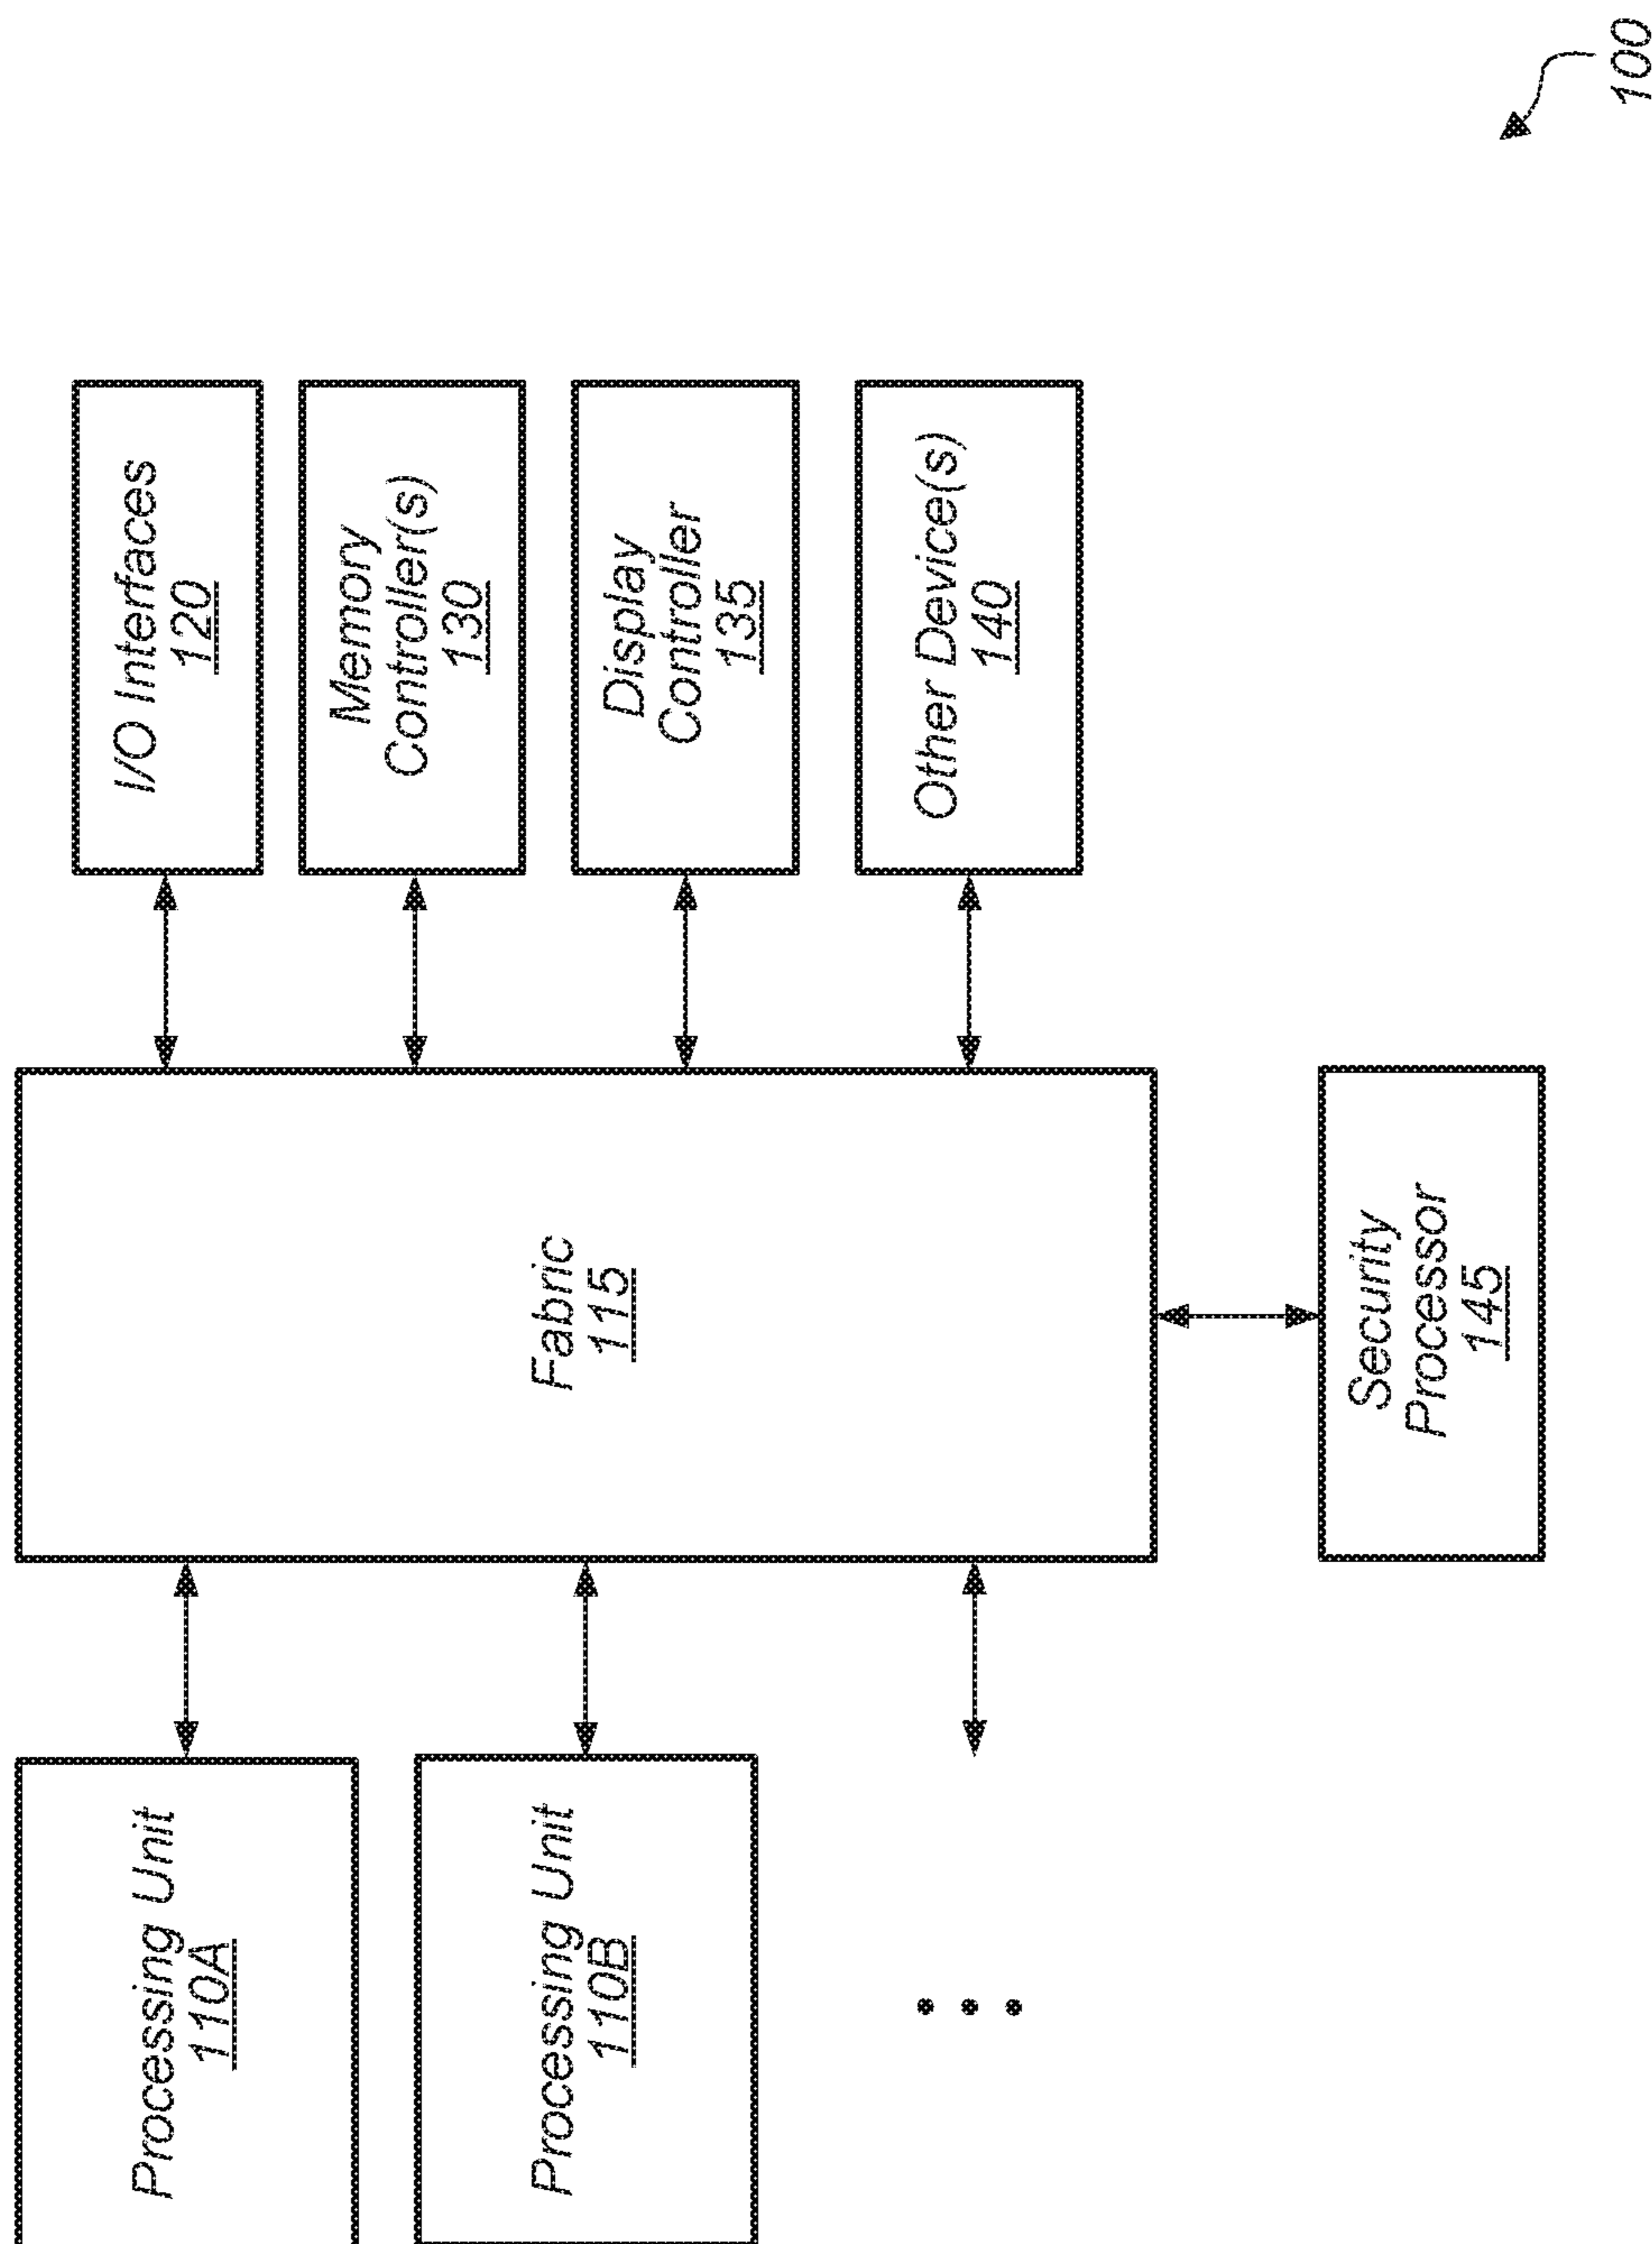 100
Processing Unit
110A
Processing Unit
110B
Fabric
115
I/O Interfaces
120
Memory
Controller(s)
130
Display
Controller
135
Other Device(s)
140
Security
Processor
145